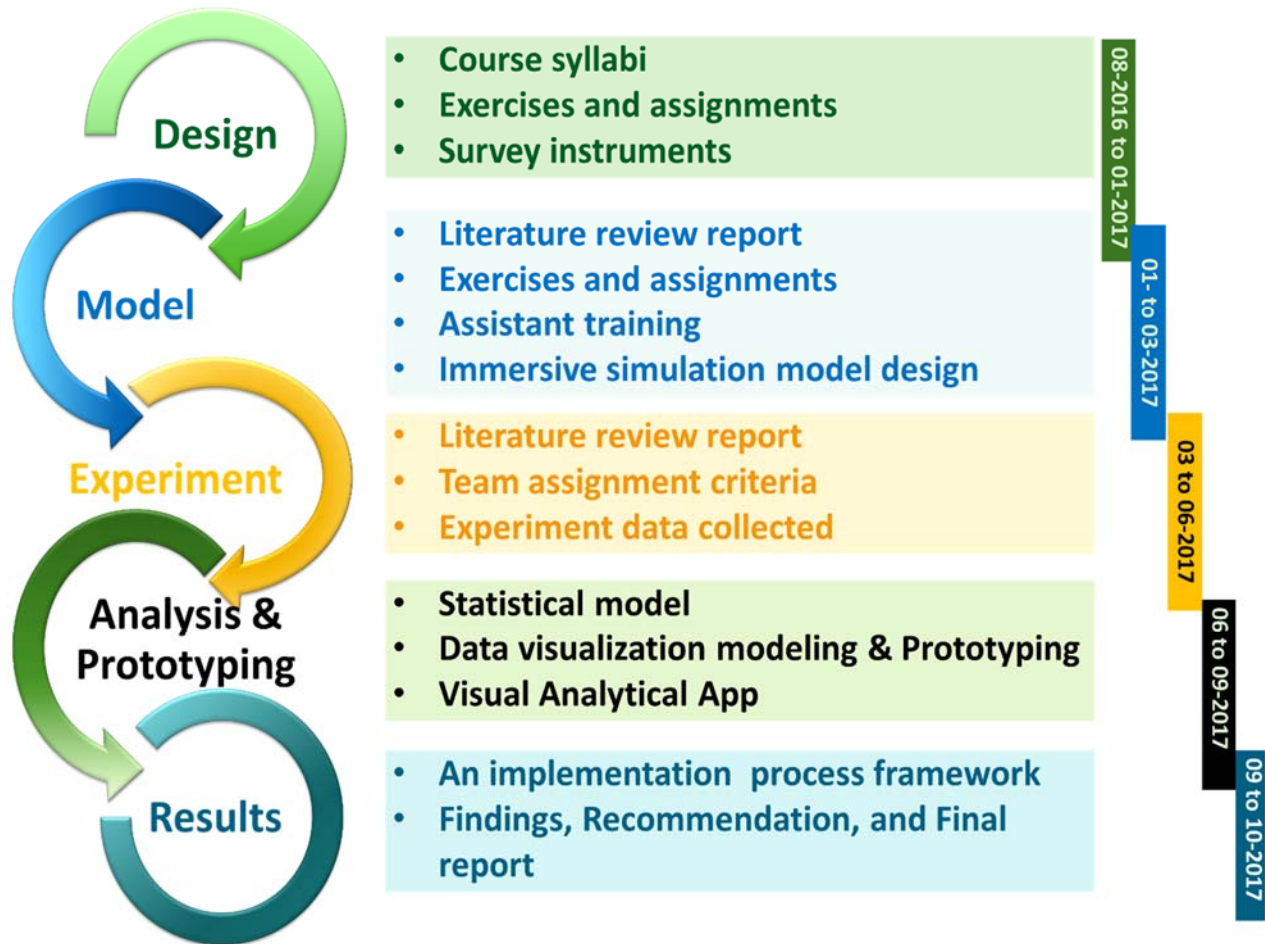 Design
• Course syllabi
• Exercises and assignments
• Survey instruments
08-2016 to 01-2017
Model
• Literature review report
• Exercises and assignments
• Assistant training
• Immersive simulation model design
01- to 03-2017
Experiment
• Literature review report
• Team assignment criteria
• Experiment data collected
03 to 06-2017
Analysis &
Prototyping
• Statistical model
• Data visualization modeling & Prototyping
• Visual Analytical App
06 to 09-2017
Results
• An implementation process framework
• Findings, Recommendation, and Final
report
09 to 10-2017